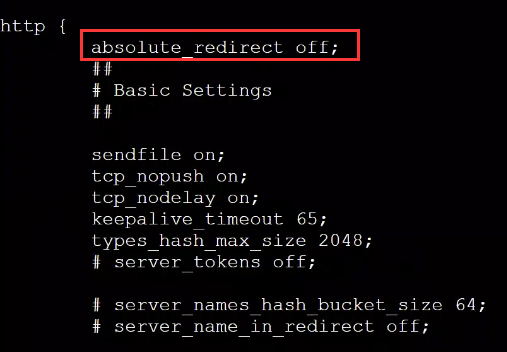 http {
absolute_redirect off;
##
# Basic Settings
##
sendfile on;
tcp_nopush on;
tcp_nodelay on;
keepalive_timeout 65;
types_hash_max_size 2048;
# server_tokens off;
# server_names_hash_bucket_size 64;
# server_name_in_redirect off;